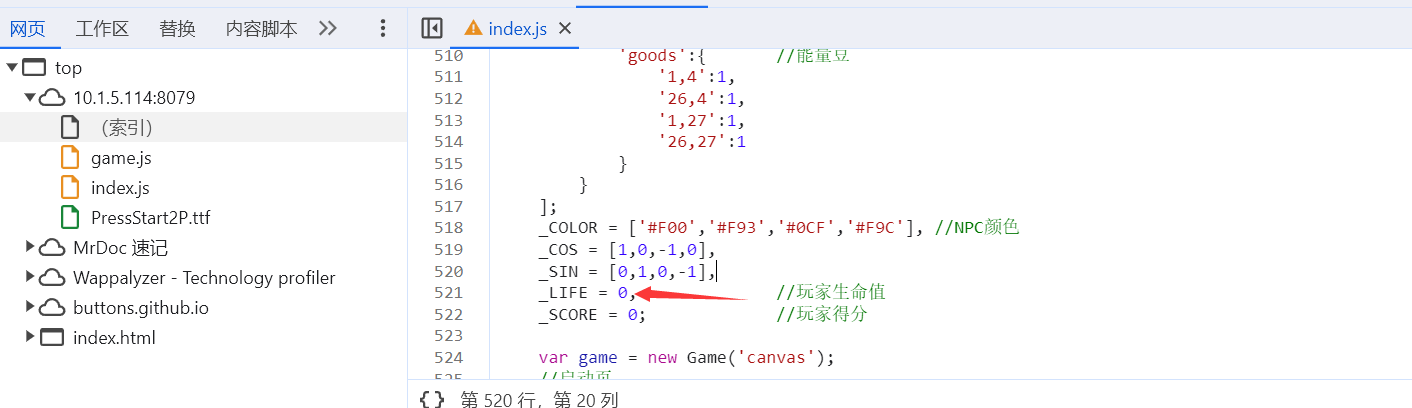 网页 工作区 替换 内容脚本
index.js
top
10.1.5.114:8079
（索引）
game.js
index.js
PressStart2P.ttf
MrDoc 速记
Wappalyzer - Technology profiler
buttons.github.io
index.html
510 'goods':{ //能量豆
511 '1,4':1,
512 '26,4':1,
513 '1,27':1,
514 '26,27':1
515 }
516 }
517 ];
518 _COLOR = ['#F00','#F93','#0CF','#F9C'], //NPC颜色
519 _COS = [1,0,-1,0],
520 _SIN = [0,1,0,-1],
521 _LIFE = 0, //玩家生命值
522 _SCORE = 0; //玩家得分
523
524 var game = new Game('canvas');
525 //启动页
{} 第 520 行，第 20 列